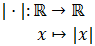 | · |: ℝ → ℝ
x ↦ |x|